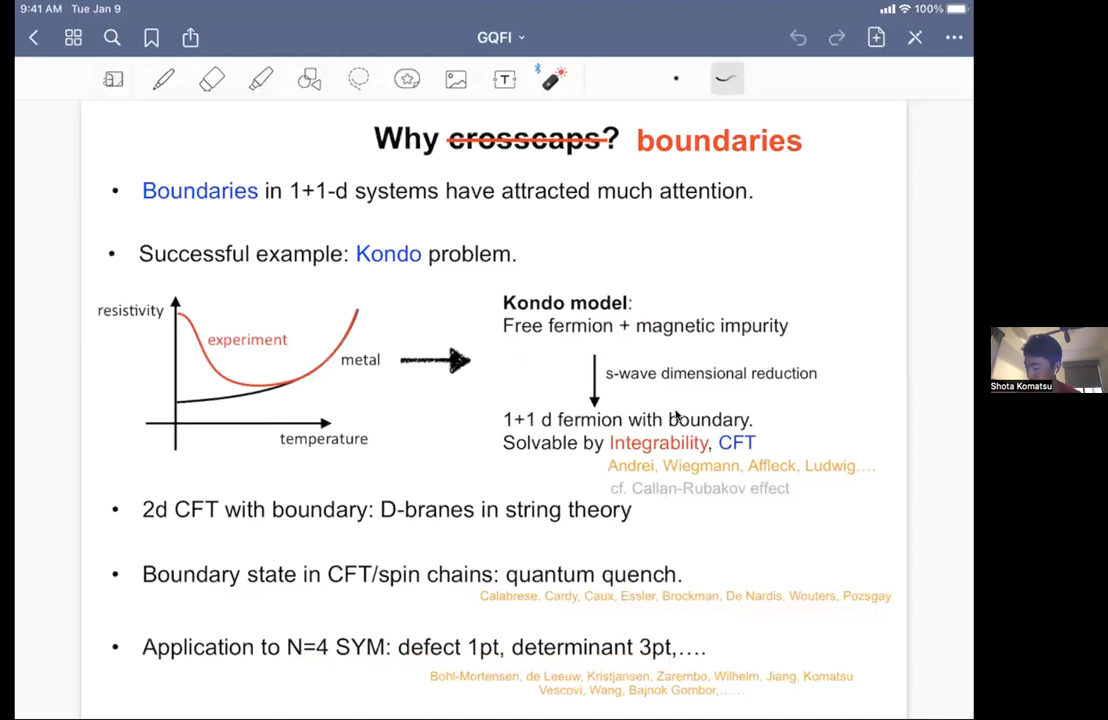 9:41 AM Tue Jan 9
100%
GQFI
T
Why crosscaps? boundaries
• Boundaries in 1+1-d systems have attracted much attention.
• Successful example: Kondo problem.
resistivity
experiment
metal
temperature
Kondo model:
Free fermion + magnetic impurity
s-wave dimensional reduction
1+1 d fermion with boundary.
Solvable by Integrability, CFT
Andrei, Wiegmann, Affleck, Ludwig....
cf. Callan-Rubakov effect
• 2d CFT with boundary: D-branes in string theory
• Boundary state in CFT/spin chains: quantum quench.
Calabrese, Cardy, Caux, Essler, Brockman, De Nardis, Wouters, Pozsgay
• Application to N=4 SYM: defect 1pt, determinant 3pt,....
Bohl-Mortensen, de Leeuw, Kristjansen, Zarembo, Wilhelm, Jiang, Komatsu
Vescovi, Wang, Bajnok Gombor,......
Shota Komatsu